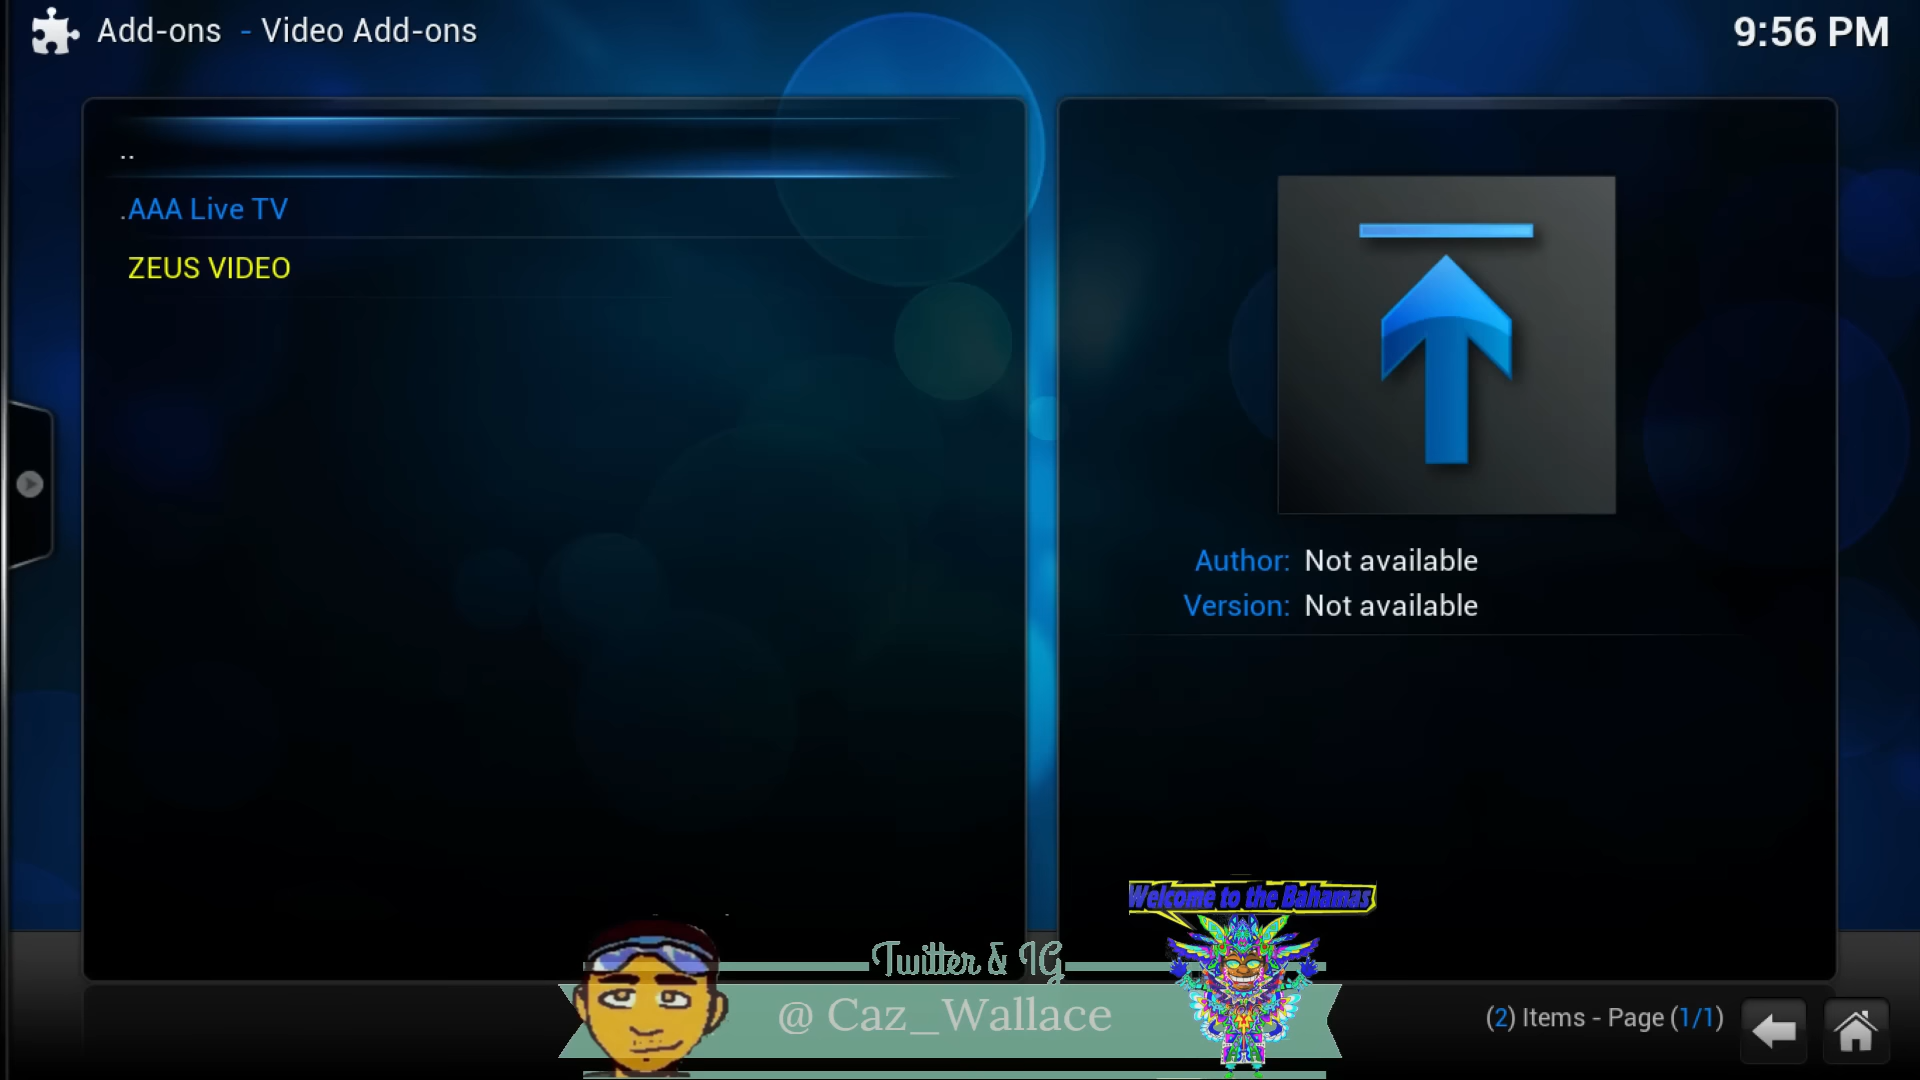 Add-ons - Video Add-ons
9:56 PM
..
.AAA Live TV
ZEUS VIDEO
Author: Not available
Version: Not available
Welcome to the Bahamas
Twitter & IG
@ Caz_Wallace
(2) Items - Page (1/1)